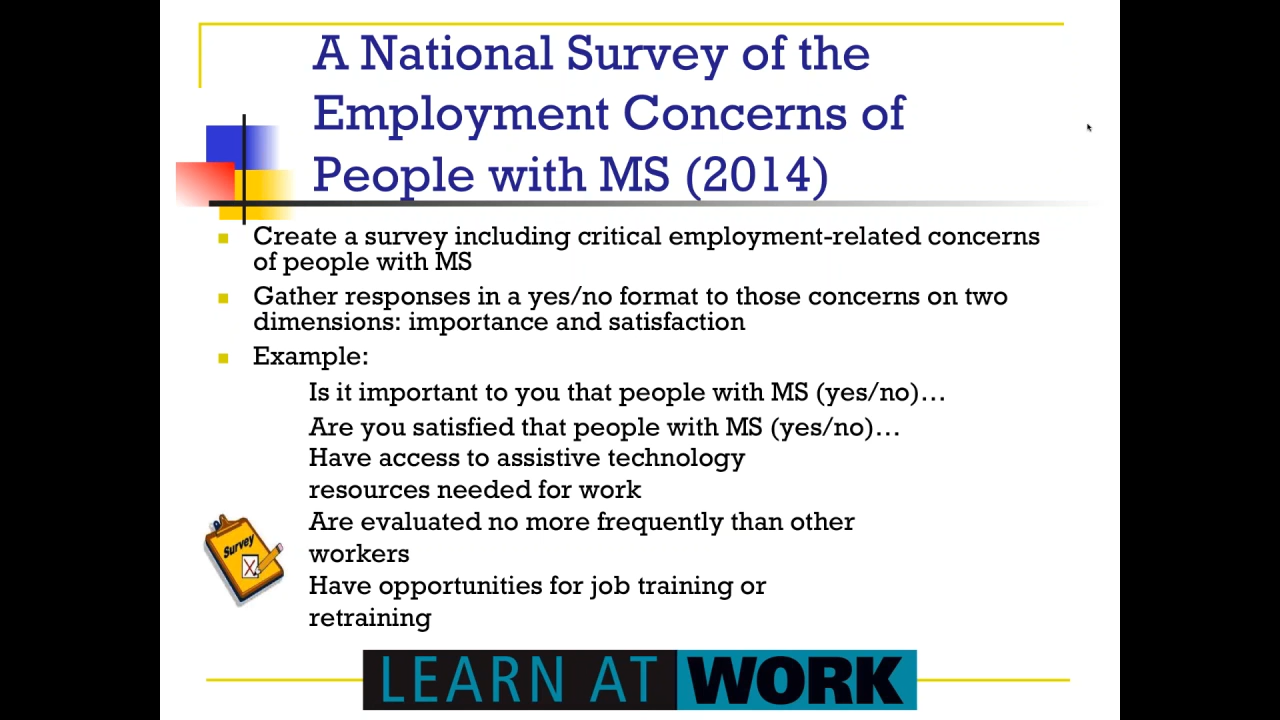 A National Survey of the
Employment Concerns of
People with MS (2014)
Create a survey including critical employment-related concerns
of people with MS
Gather responses in a yes/no format to those concerns on two
dimensions: importance and satisfaction
Example:
Is it important to you that people with MS (yes/no)…
Are you satisfied that people with MS (yes/no)…
Have access to assistive technology
resources needed for work
Are evaluated no more frequently than other
workers
Have opportunities for job training or
retraining
Survey
X
LEARN AT WORK